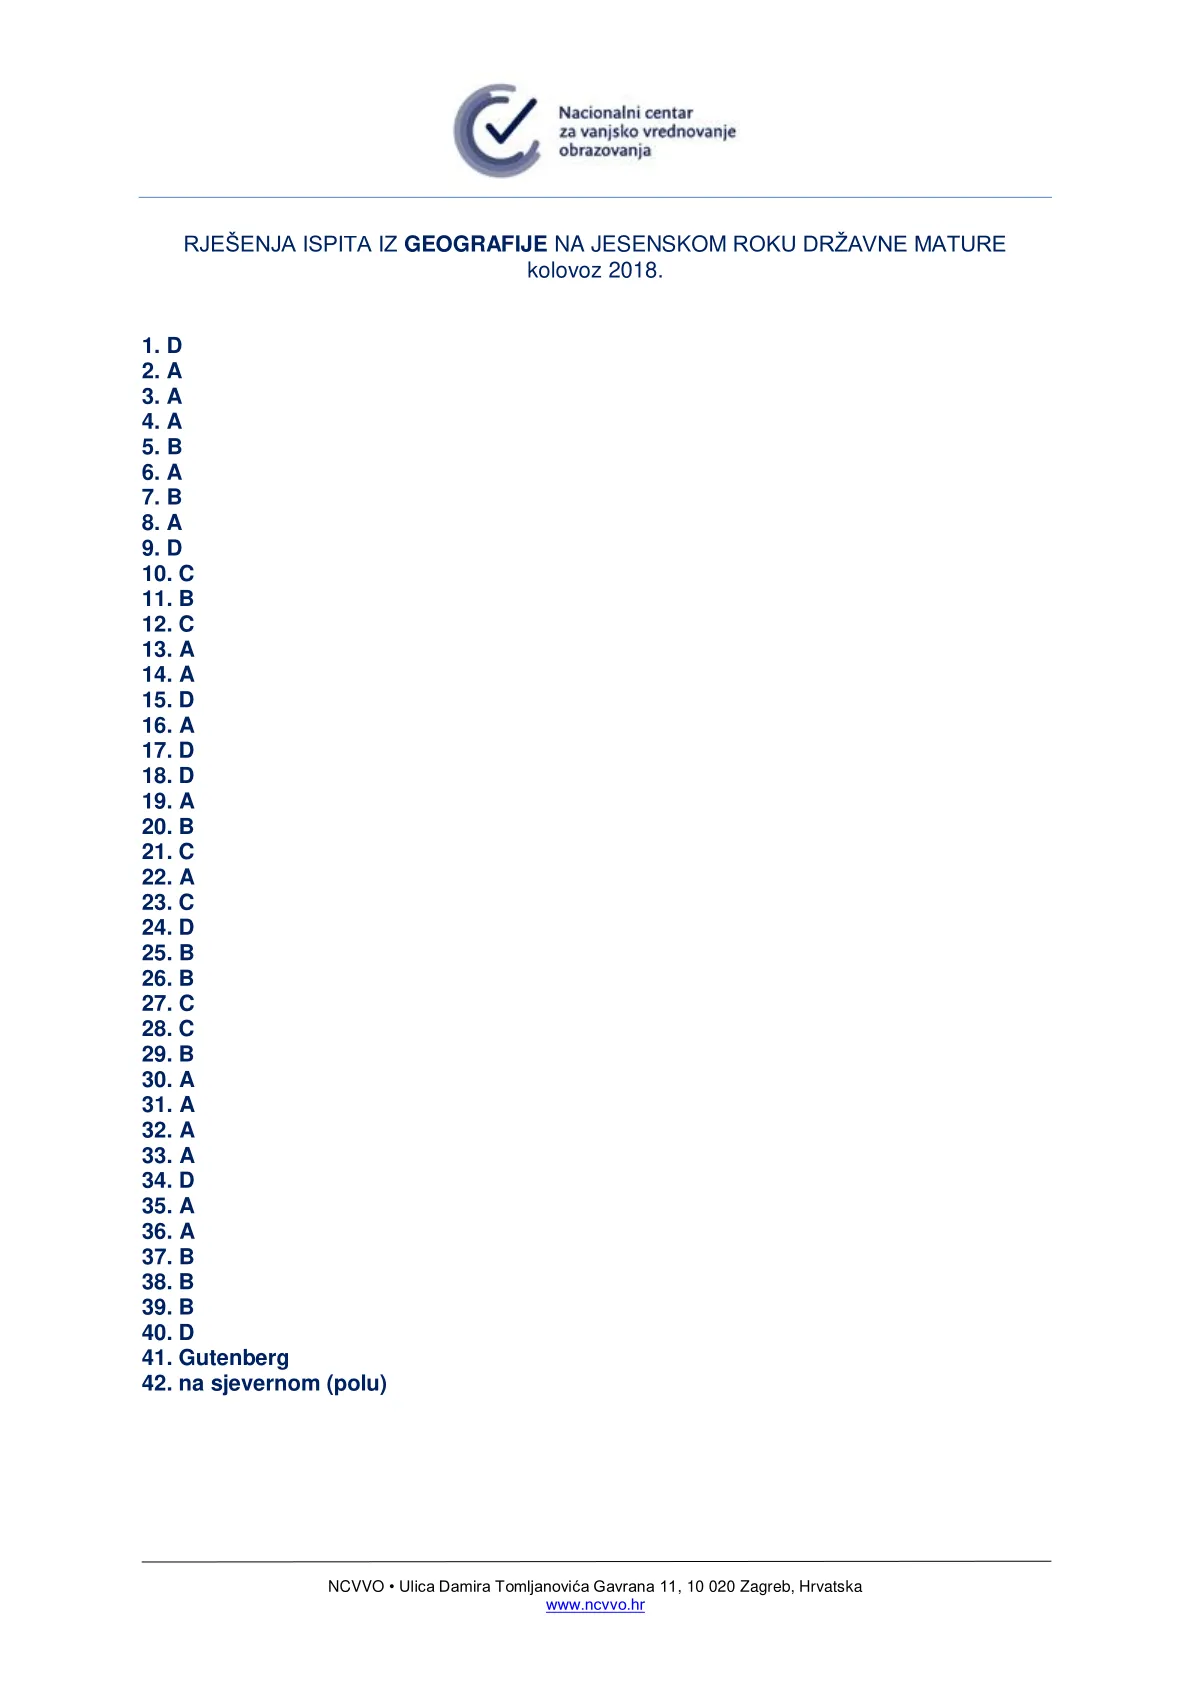 Nacionalni centar
za vanjsko vrednovanje
obrazovanja
RJEŠENJA ISPITA IZ GEOGRAFIJE NA JESENSKOM ROKU DRŽAVNE MATURE
kolovoz 2018.
1. D
2. A
3. A
4. A
5. B
6. A
7. B
8. A
9. D
10. C
11. B
12. C
13. A
14. A
15. D
16. A
17. D
18. D
19. A
20. B
21. C
22. A
23. C
24. D
25. B
26. B
27. C
28. C
29. B
30. A
31. A
32. A
33. A
34. D
35. A
36. A
37. B
38. B
39. B
40. D
41. Gutenberg
42. na sjevernom (polu)
NCVVO • Ulica Damira Tomljanovića Gavrana 11, 10 020 Zagreb, Hrvatska
www.ncvvo.hr